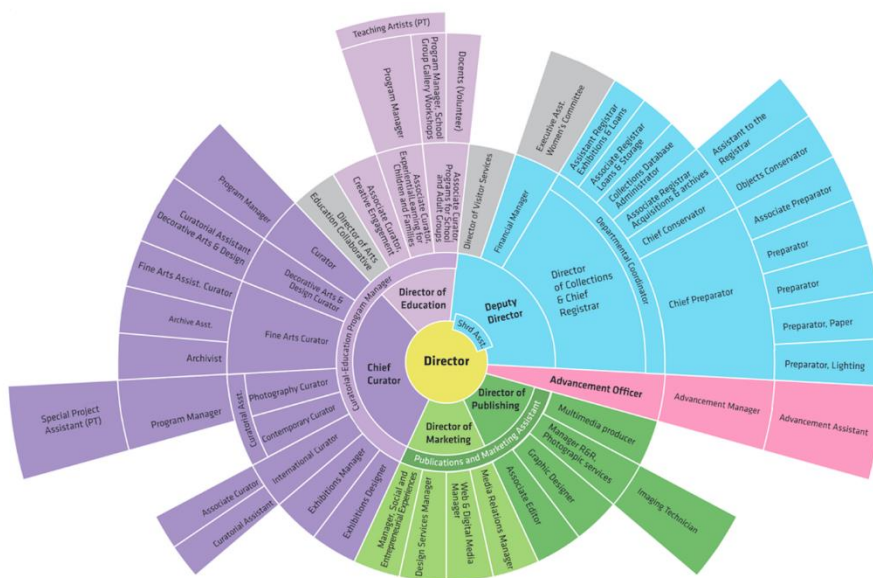 Director
Shrd Asst.
Chief
Curator
Director of
Education
Deputy
Director
Advancement Officer
Director of
Publishing
Director of
Marketing
Curatorial-Education Program Manager
Publications and Marketing Assistant
Teaching Artists (PT)
Program Manager
Program Manager, School
Group Gallery Workshops
Docents (Volunteer)
Director of Arts
Education Collaborative
Associate Curator,
Creative Engagement
Associate Curator,
ExperientialLearning for
Children and Families
Associate Curator
Programs for School
and Adult Groups
Director of Visitor Services
Financial Manager
Executive Asst.
Women's Committee
Director
of Collections
& Chief
Registrar
Departmental Coordinator
Assistant Registrar
Exhibitions & Loans
Associate Registrar
Loans & Storage
Collections Database
Administrator
Associate Registrar
Acquisitions & archives
Chief Conservator
Chief Preparator
Assistant to the
Registrar
Objects Conservator
Associate Preparator
Preparator
Preparator
Preparator, Paper
Preparator, Lighting
Advancement Manager
Advancement Assistant
Multimedia producer
Manager R&R,
Photograpic services
Imaging Technician
Graphic Designer
Associate Editor
Media Relations Manager
Web & Digital Media
Manager
Design Services Manager
Manager, Social and
Entrepreneurial Experiences
Exhibitions Designer
Exhibitions Manager
International Curator
Associate Curator
Curatorial Assistant
Contemporary Curator
Photography Curator
Curatorial Asst.
Program Manager
Special Project
Assistant (PT)
Fine Arts Curator
Archivist
Archive Asst.
Fine Arts Assist. Curator
Decorative Arts &
Design Curator
Curatorial Assistant
Decorative Arts & Design
Curator
Program Manager